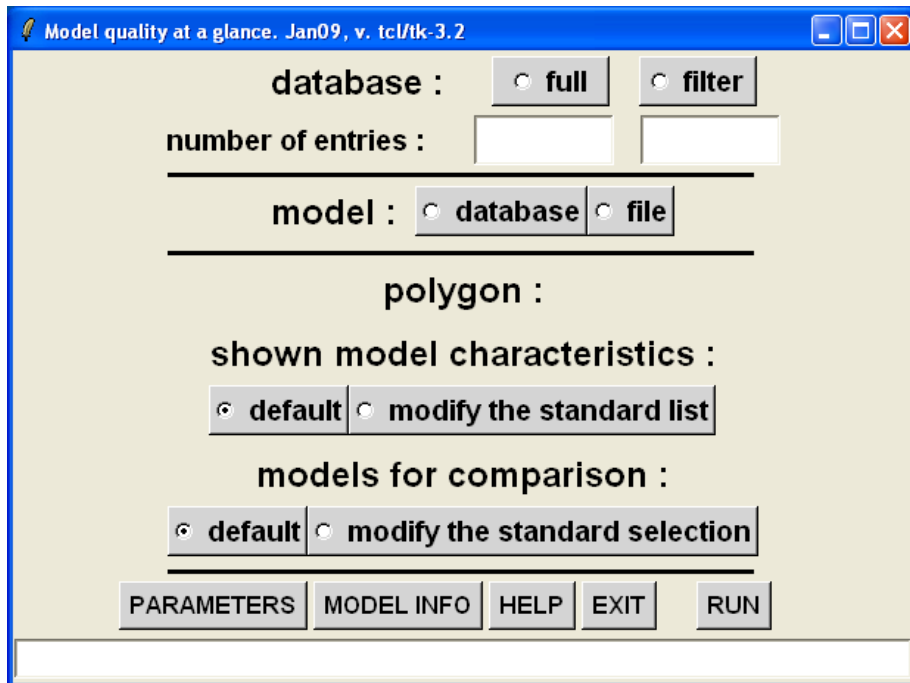 Model quality at a glance. Jan09, v. tcl/tk-3.2
database : full filter
number of entries :
model : database file
polygon :
shown model characteristics :
default modify the standard list
models for comparison :
default modify the standard selection
PARAMETERS MODEL INFO HELP EXIT RUN